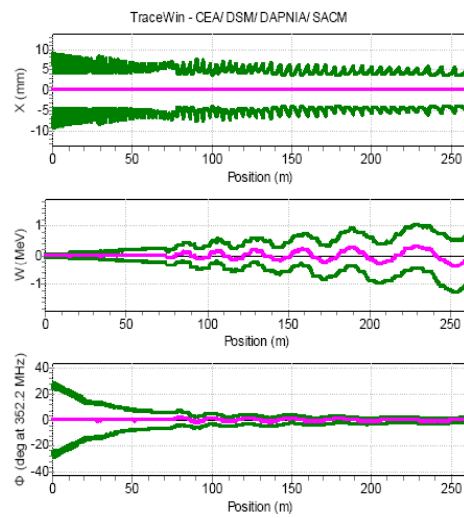 TraceWin - CEA/ DSM/ DAPNIA/ SACM
10
5
0
-5
-10
X (mm)
0 50 100 150 200 250
Position (m)
1
0
-1
W (MeV)
0 50 100 150 200 250
Position (m)
40
20
0
-20
-40
Φ (deg at 352.2 MHz)
0 50 100 150 200 250
Position (m)